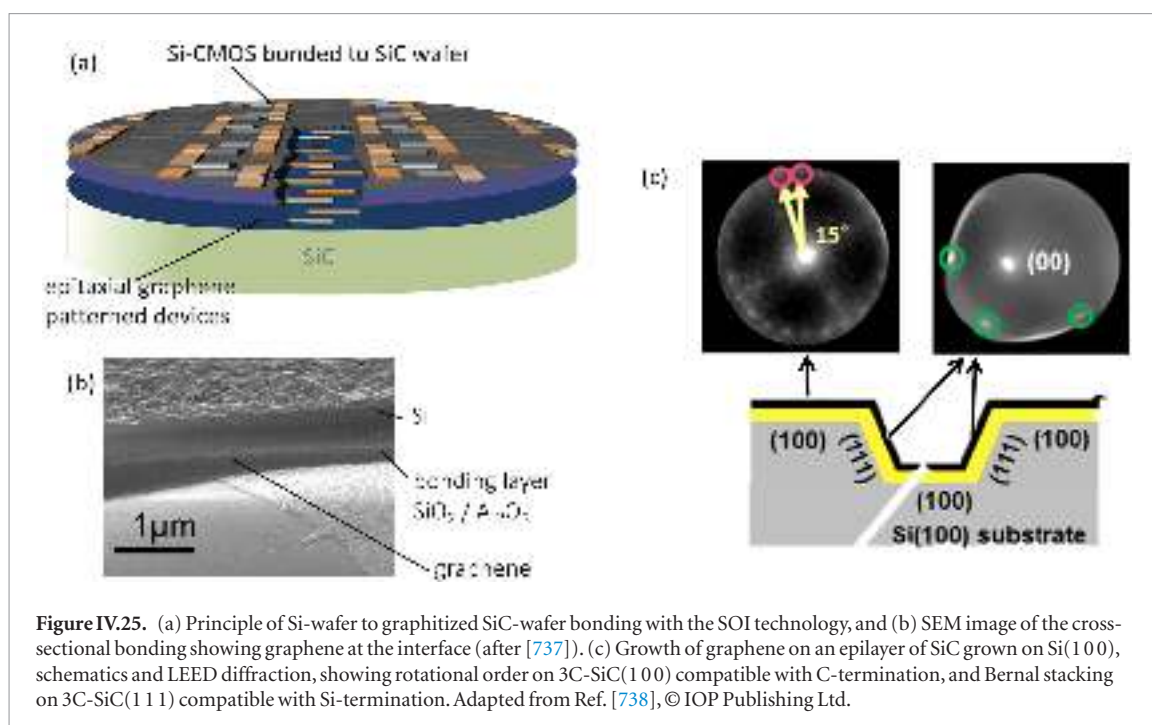 (a)
Si-CMOS bonded to SiC wafer
SiC
epitaxial graphene
patterned devices
(b)
Si
bonding layer
SiO₂ / Al₂O₃
graphene
1μm
(c)
15°
(00)
(100)
(111)
(100)
(111)
(100)
Si(100) substrate
Figure IV.25. (a) Principle of Si-wafer to graphitized SiC-wafer bonding with the SOI technology, and (b) SEM image of the cross-
sectional bonding showing graphene at the interface (after [737]). (c) Growth of graphene on an epilayer of SiC grown on Si(1 0 0),
schematics and LEED diffraction, showing rotational order on 3C-SiC(1 0 0) compatible with C-termination, and Bernal stacking
on 3C-SiC(1 1 1) compatible with Si-termination. Adapted from Ref. [738], © IOP Publishing Ltd.